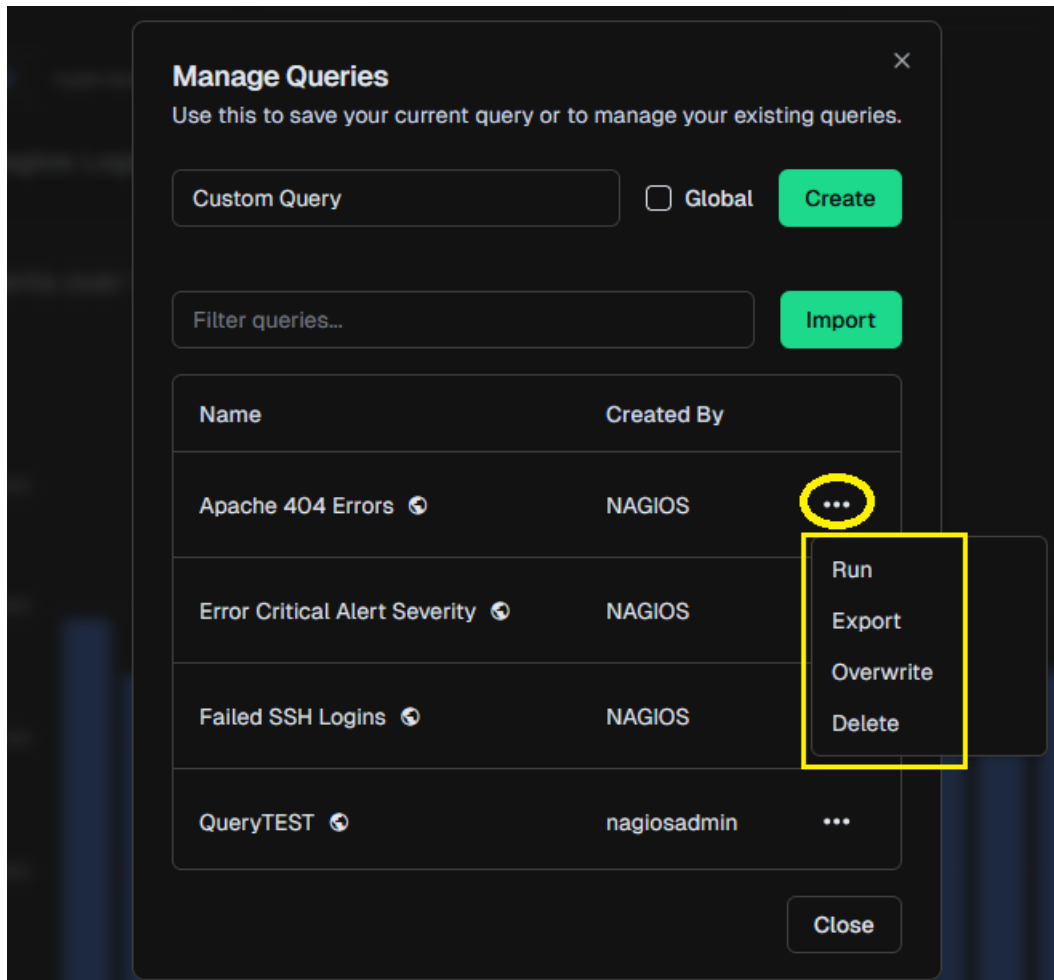 Manage Queries
Use this to save your current query or to manage your existing queries.
Custom Query
Global
Create
Filter queries...
Import
Name Created By
Apache 404 Errors NAGIOS
Run
Export
Error Critical Alert Severity NAGIOS
Overwrite
Failed SSH Logins NAGIOS
Delete
QueryTEST nagiosadmin
Close